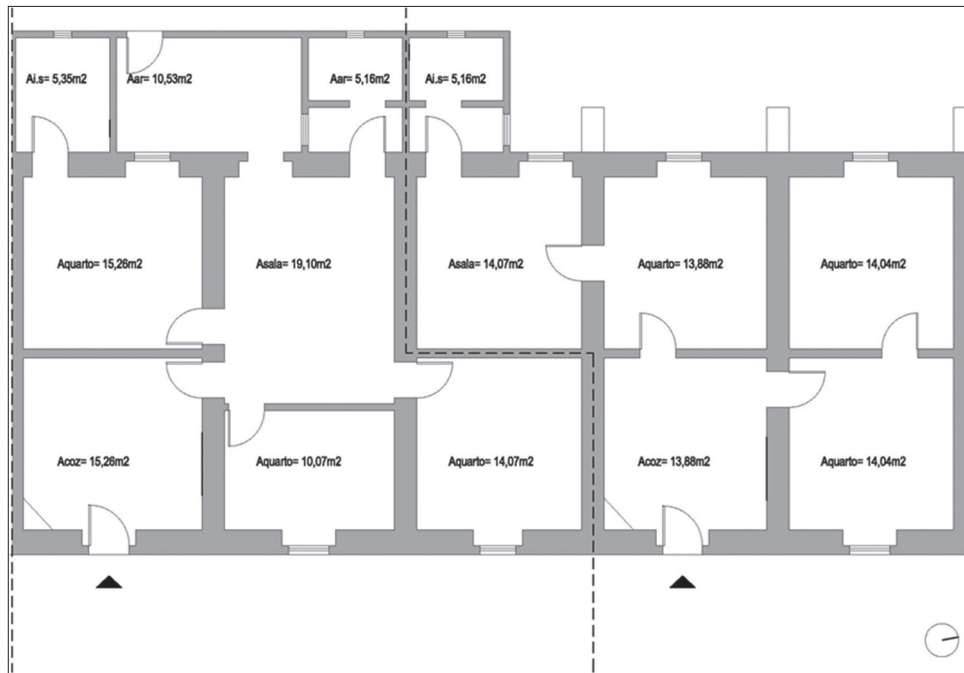 Ai.s= 5,35m2
Aar= 10,53m2
Aar= 5,16m2
Ai.s= 5,16m2
Aquarto= 15,26m2
Asala= 19,10m2
Asala= 14,07m2
Aquarto= 13,88m2
Aquarto= 14,04m2
Acoz= 15,26m2
Aquarto= 10,07m2
Aquarto= 14,07m2
Acoz= 13,88m2
Aquarto= 14,04m2